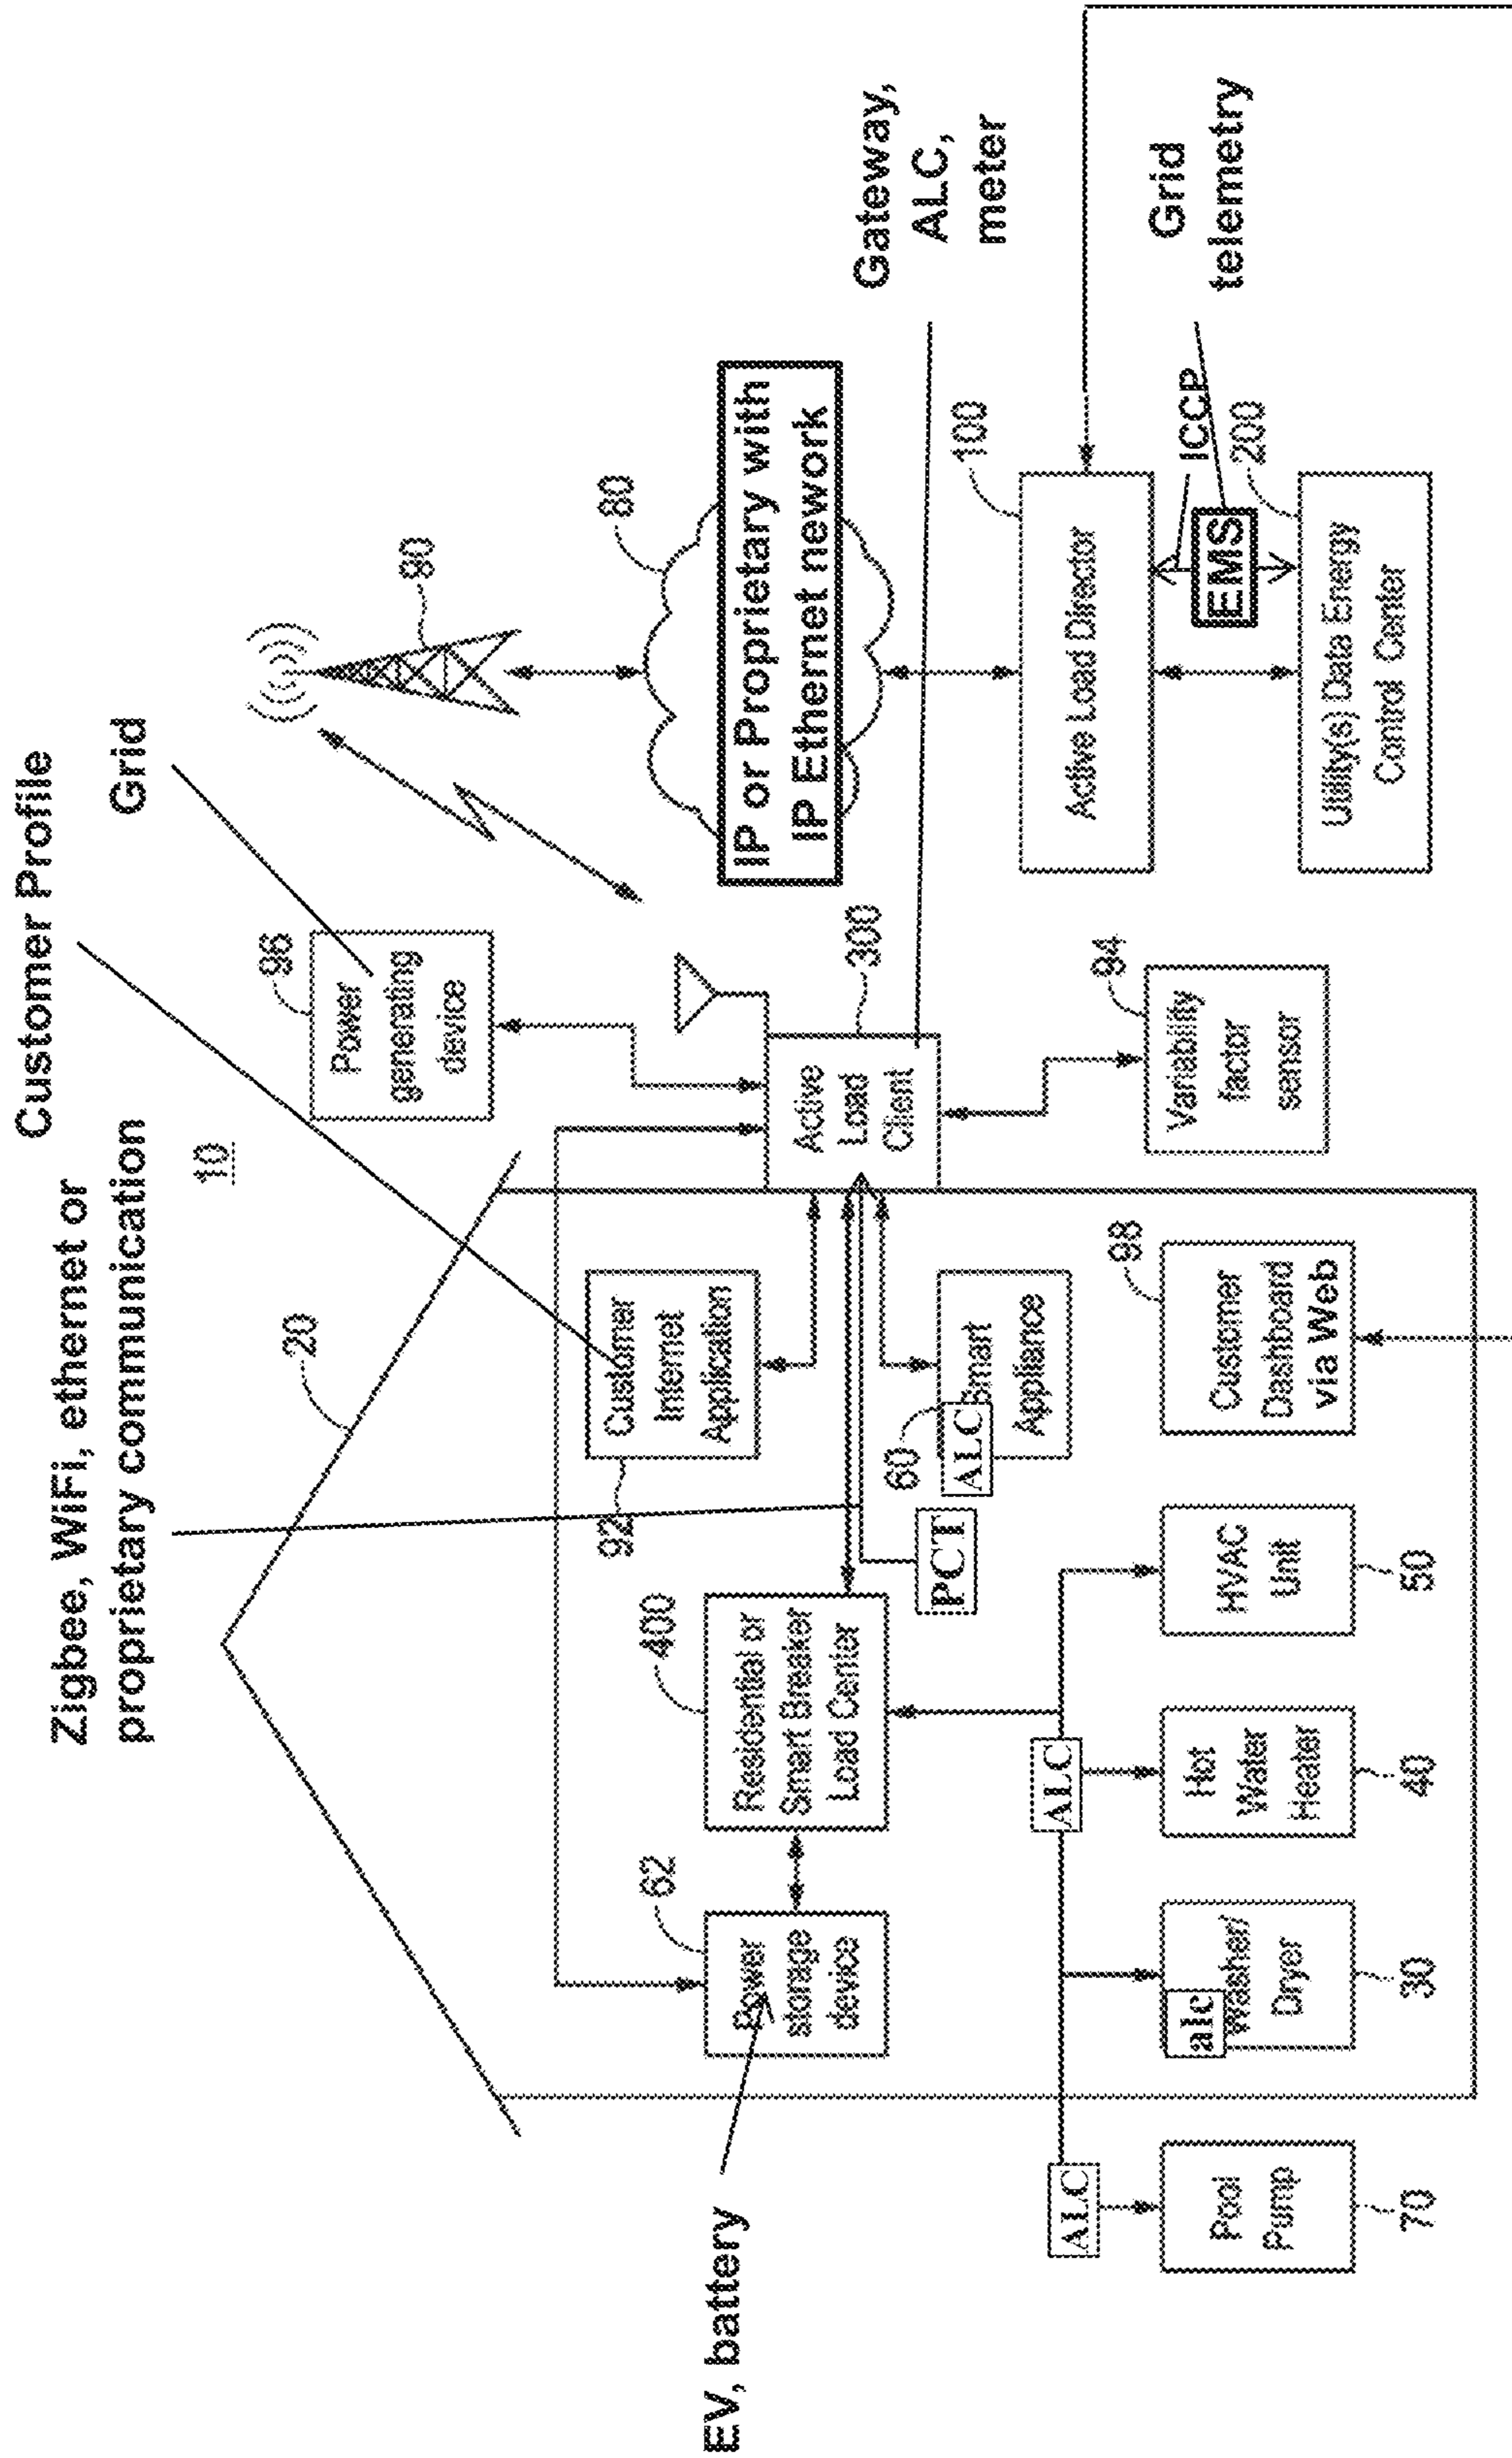 Customer Profile
Zigbee, WiFi, ethernet or
proprietary communication
Grid
10
20
96
Power
generating
device
90
80
IP or Proprietary with
IP Ethernet nework
Gateway,
ALC,
meter
Grid
telemetry
100
Active Load Director
ICCP
EMS
200
Utility(s) Data Energy
Control Center
300
Active
Load
Client
94
Variability
factor
sensor
92
Customer
Internet
Application
60
ALC
Smart
Appliance
98
Customer
Dashboard
via Web
PCT
400
Residential or
Smart Breaker
Load Center
62
Power
storage
device
EV, battery
ALC
ALC
HVAC
Unit
50
Hot
Water
Heater
40
alc
Washer/
Dryer
30
Pool
Pump
70